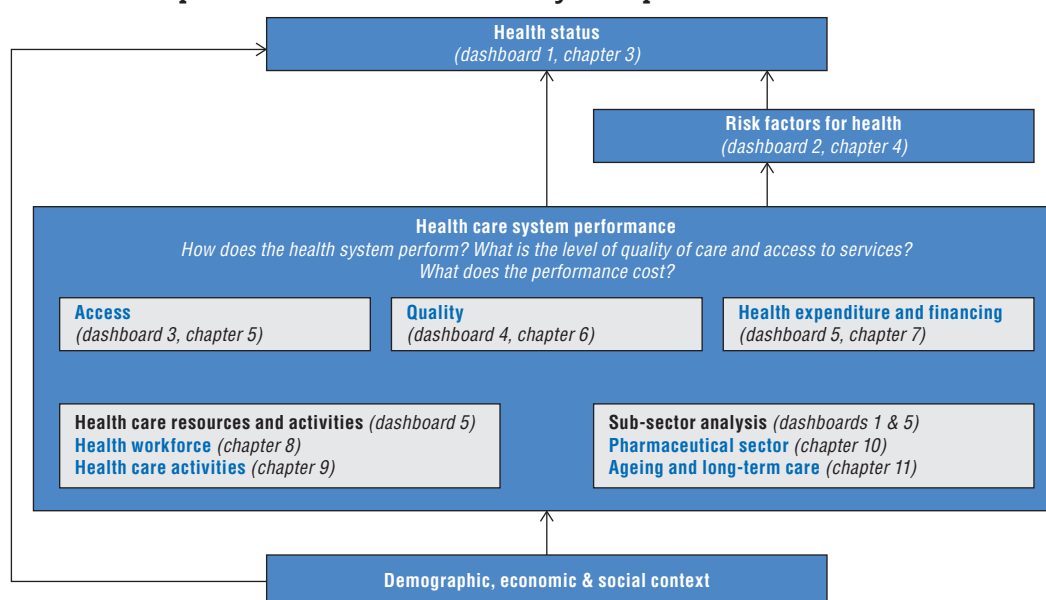 Health status
(dashboard 1, chapter 3)
Risk factors for health
(dashboard 2, chapter 4)
Health care system performance
How does the health system perform? What is the level of quality of care and access to services?
What does the performance cost?
Access
(dashboard 3, chapter 5)
Quality
(dashboard 4, chapter 6)
Health expenditure and financing
(dashboard 5, chapter 7)
Health care resources and activities (dashboard 5)
Health workforce (chapter 8)
Health care activities (chapter 9)
Sub-sector analysis (dashboards 1 & 5)
Pharmaceutical sector (chapter 10)
Ageing and long-term care (chapter 11)
Demographic, economic & social context